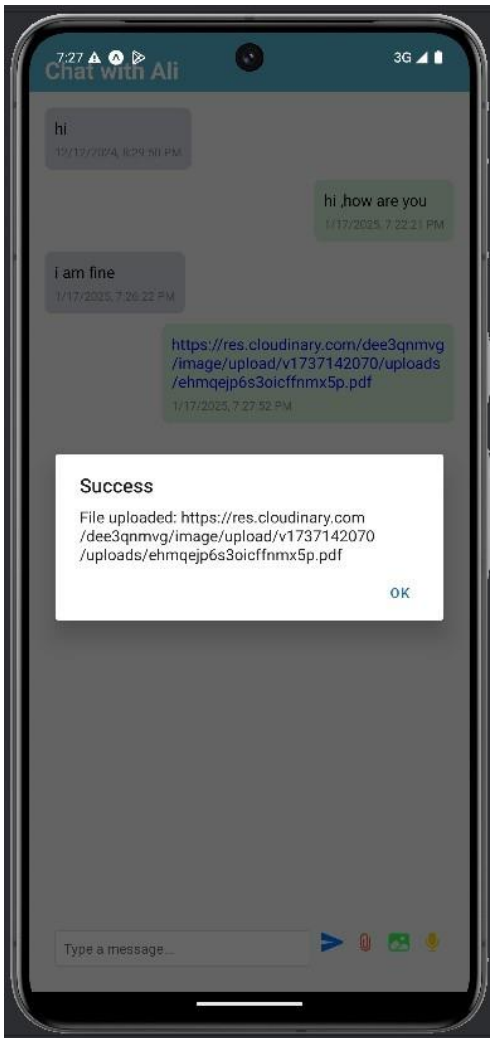 7:27
3G
Chat with Ali
hi
12/12/2024, 8:29:50 PM
hi ,how are you
1/17/2025, 7:22:21 PM
i am fine
1/17/2025, 7:26:22 PM
https://res.cloudinary.com/dee3qnmvg
/image/upload/v1737142070/uploads
/ehmqejp6s3oicffnmx5p.pdf
1/17/2025, 7:27:52 PM
Success
File uploaded: https://res.cloudinary.com
/dee3qnmvg/image/upload/v1737142070
/uploads/ehmqejp6s3oicffnmx5p.pdf
OK
Type a message...